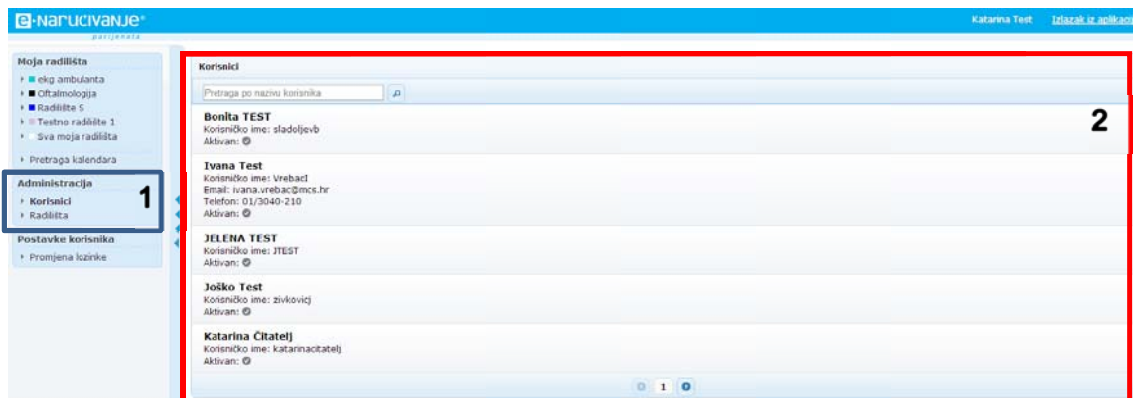 e-NarUCIVANJE®
pacijenata
Katarina Test
Izlazak iz aplikaci
Moja radilišta
ekg ambulanta
Oftalmologija
Radilište 5
Testno radilište 1
Sva moja radilišta
Pretraga kalendara
Administracija
1
Korisnici
Radilišta
Postavke korisnika
Promjena lozinke
Korisnici
Pretraga po nazivu korisnika
2
Bonita TEST
Korisničko ime: sladoljevb
Aktivan:
Ivana Test
Korisničko ime: VrebacI
Email: ivana.vrebac@mcs.hr
Telefon: 01/3040-210
Aktivan:
JELENA TEST
Korisničko ime: JTEST
Aktivan:
Joško Test
Korisničko ime: zivkovicj
Aktivan:
Katarina Čitatelj
Korisničko ime: katarinacitatelj
Aktivan:
1